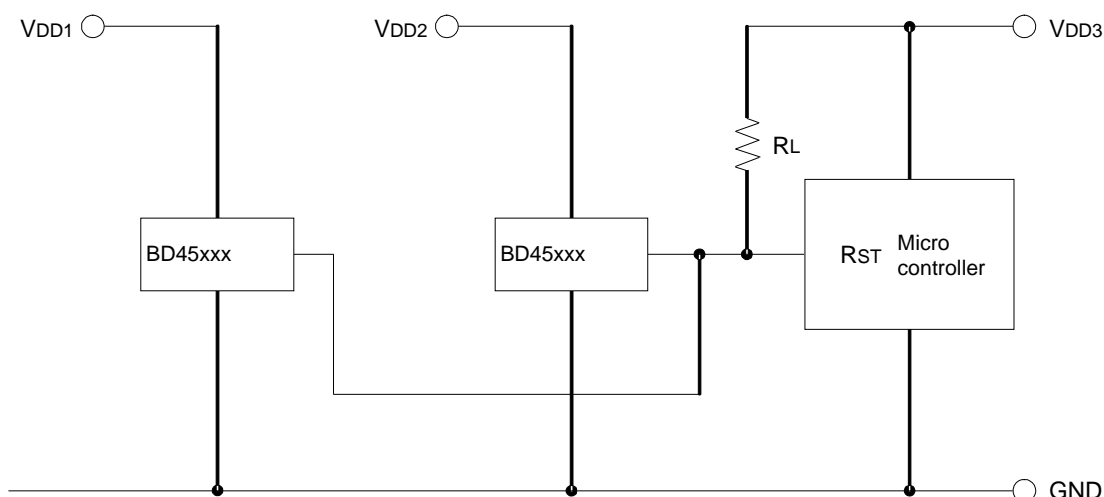 VDD1
VDD2
VDD3
RL
BD45xxx
BD45xxx
RST
Micro
controller
GND